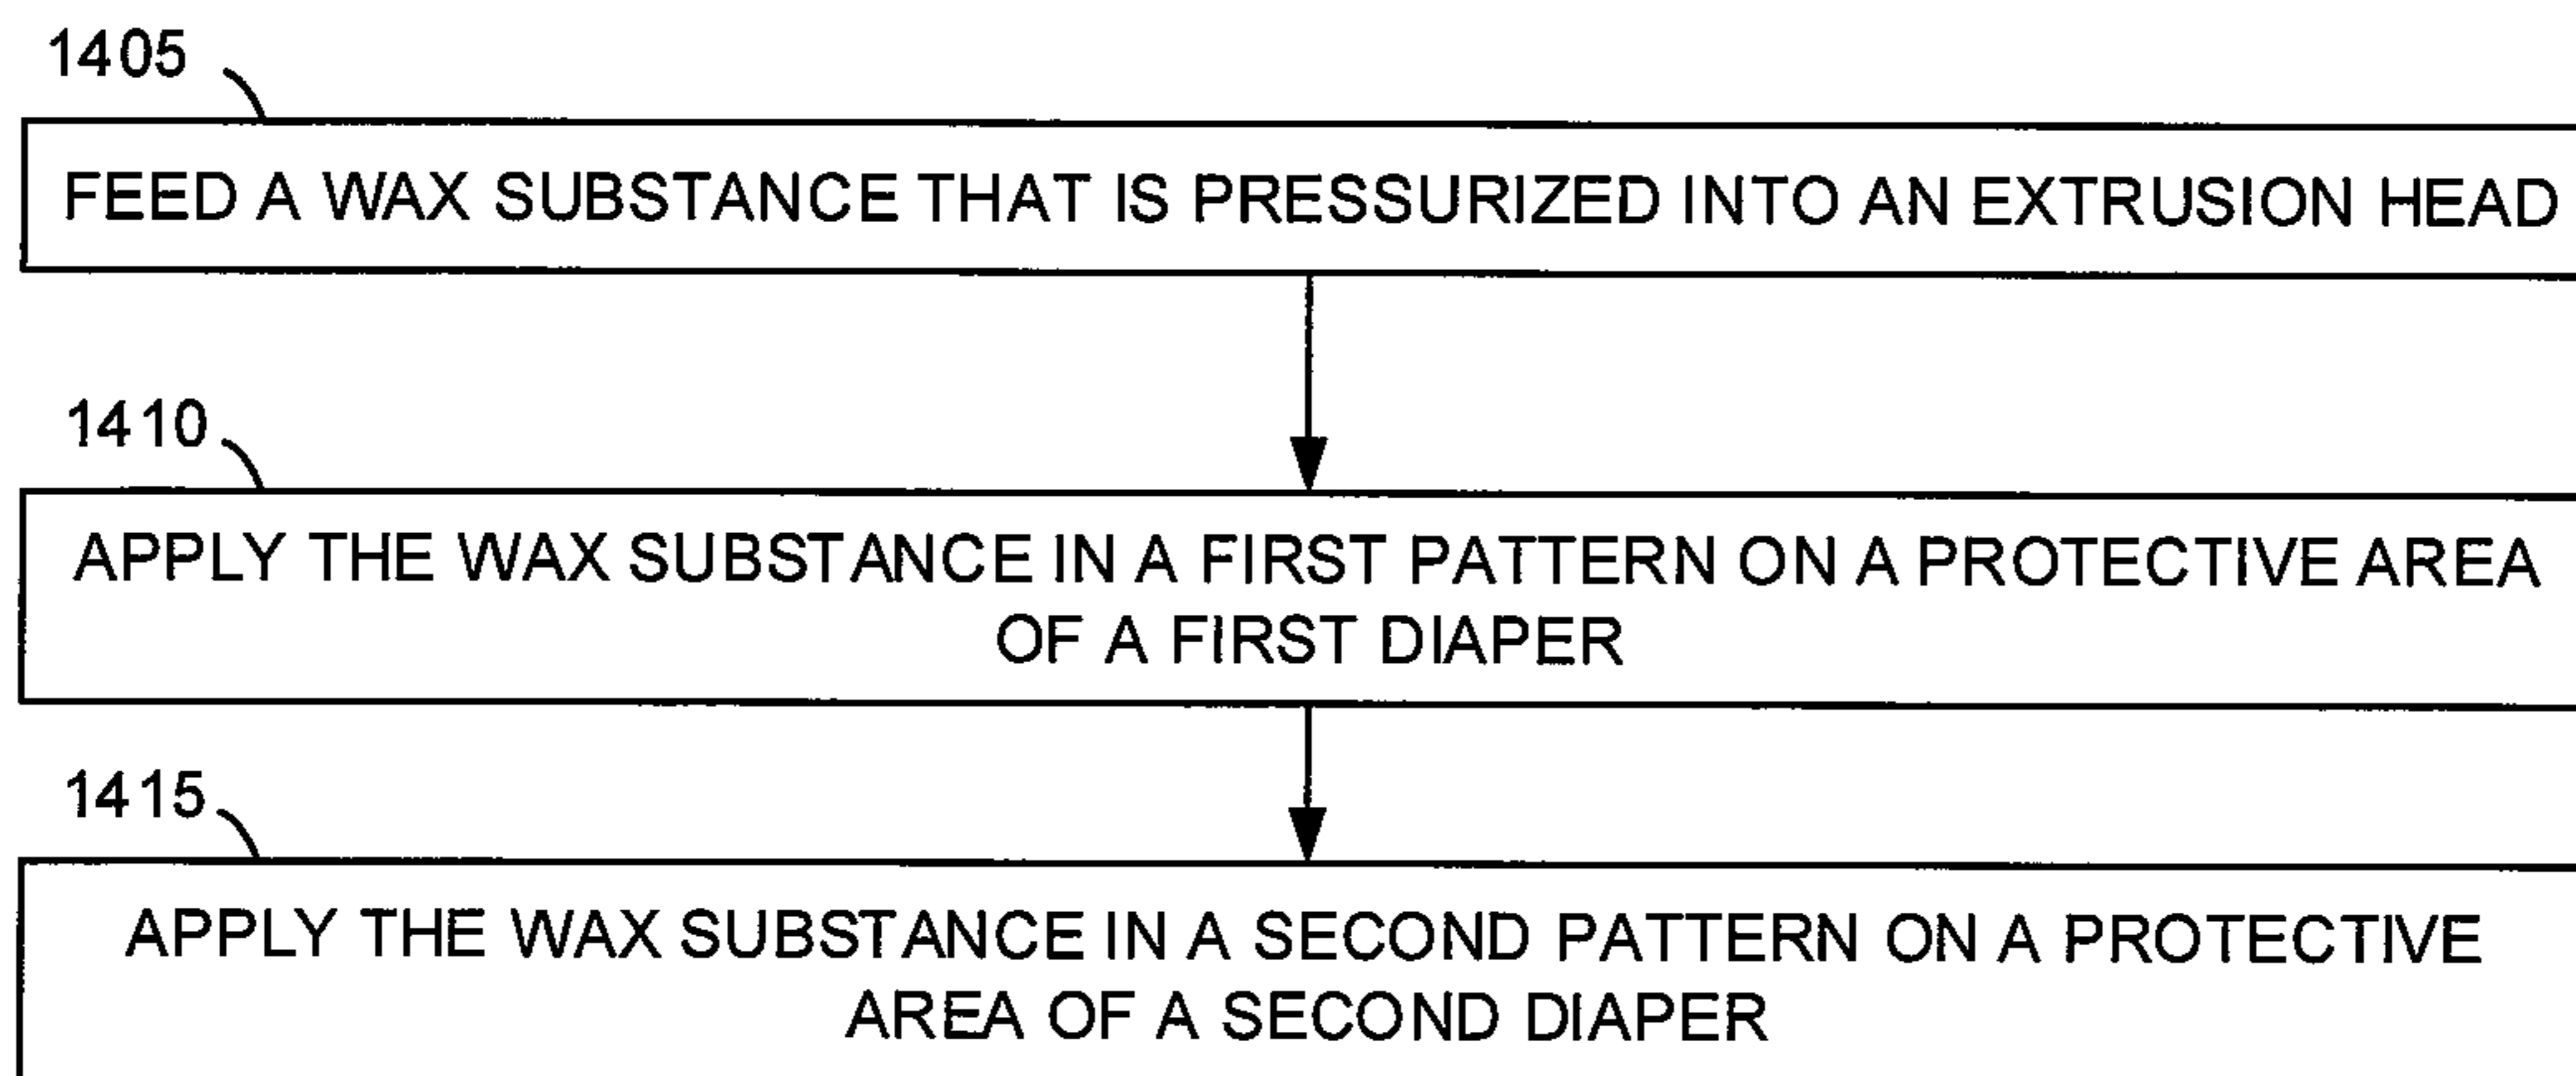 1405
FEED A WAX SUBSTANCE THAT IS PRESSURIZED INTO AN EXTRUSION HEAD
1410
APPLY THE WAX SUBSTANCE IN A FIRST PATTERN ON A PROTECTIVE AREA
OF A FIRST DIAPER
1415
APPLY THE WAX SUBSTANCE IN A SECOND PATTERN ON A PROTECTIVE
AREA OF A SECOND DIAPER